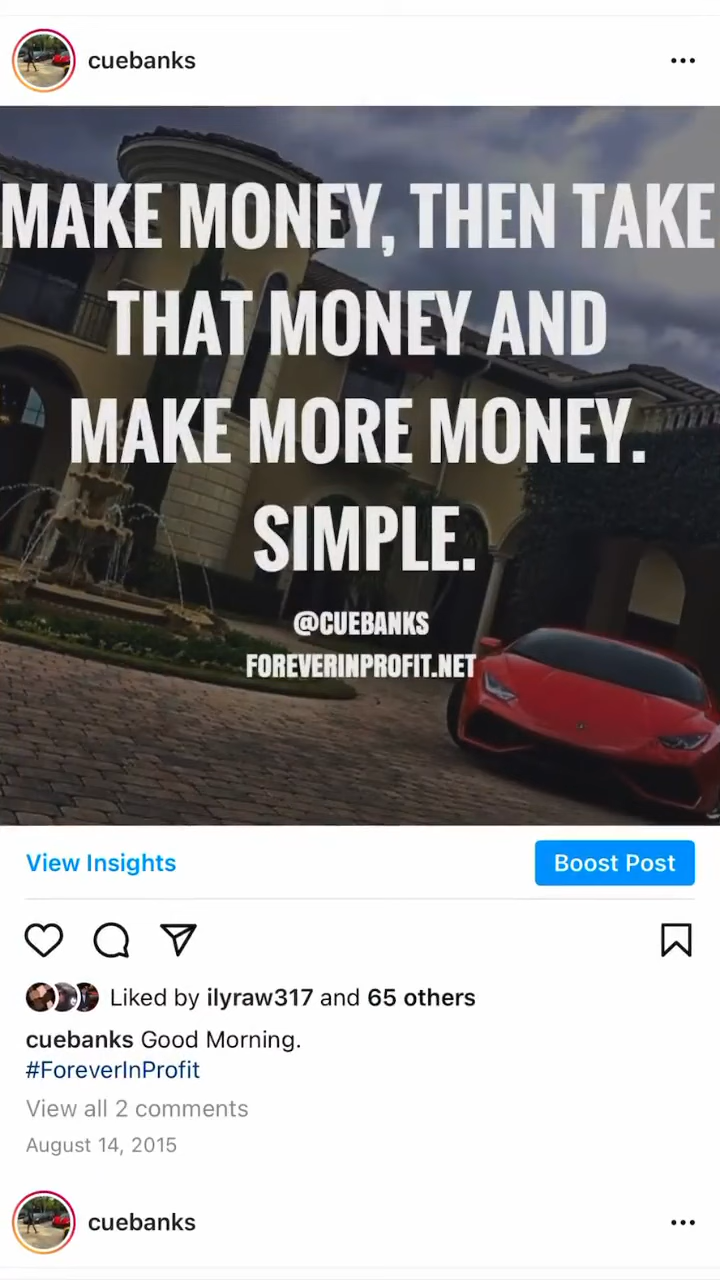 cuebanks
MAKE MONEY, THEN TAKE
THAT MONEY AND
MAKE MORE MONEY.
SIMPLE.
@CUEBANKS
FOREVERINPROFIT.NET
View Insights
Boost Post
Liked by ilyraw317 and 65 others
cuebanks Good Morning.
#ForeverInProfit
View all 2 comments
August 14, 2015
cuebanks